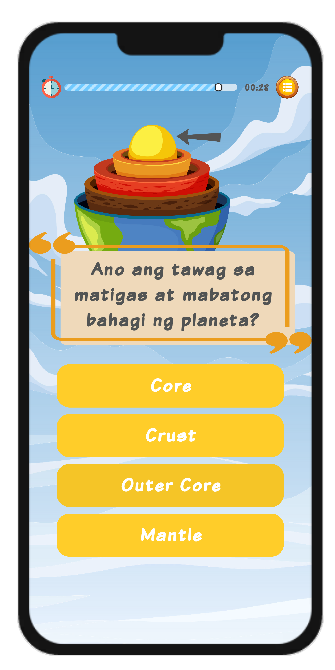 00:28
Ano ang tawag sa
matigas at mabatong
bahagi ng planeta?
Core
Crust
Outer Core
Mantle